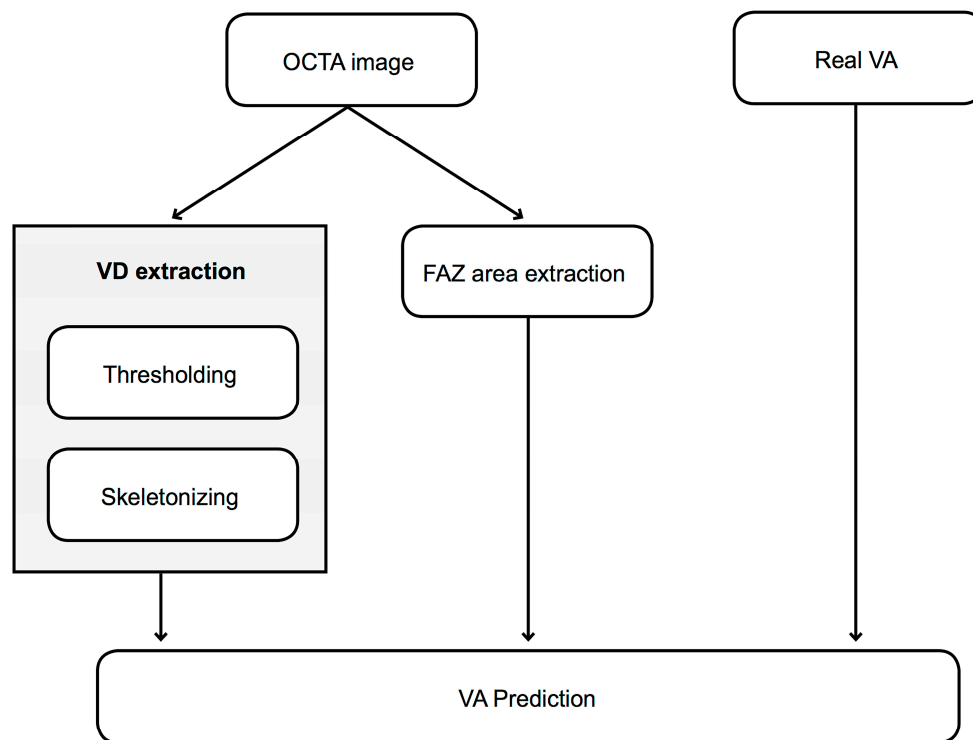 OCTA image
Real VA
VD extraction
FAZ area extraction
Thresholding
Skeletonizing
VA Prediction